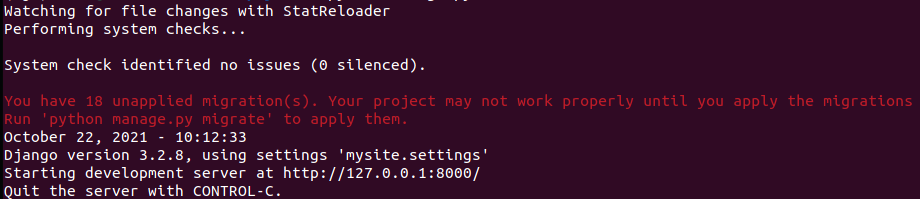 Watching for file changes with StatReloader
Performing system checks...
System check identified no issues (0 silenced).
You have 18 unapplied migration(s). Your project may not work properly until you apply the migrations
Run 'python manage.py migrate' to apply them.
October 22, 2021 - 10:12:33
Django version 3.2.8, using settings 'mysite.settings'
Starting development server at http://127.0.0.1:8000/
Quit the server with CONTROL-C.